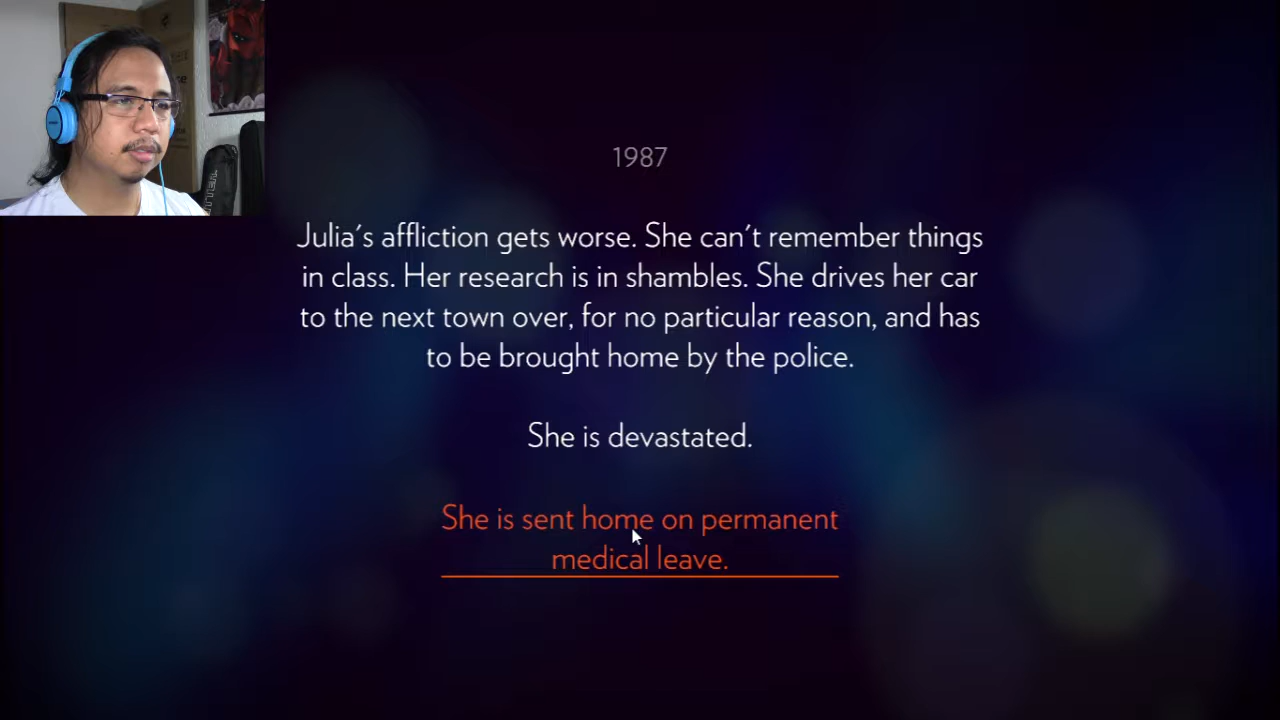 1987
Julia's affliction gets worse. She can't remember things
in class. Her research is in shambles. She drives her car
to the next town over, for no particular reason, and has
to be brought home by the police.
She is devastated.
She is sent home on permanent
medical leave.